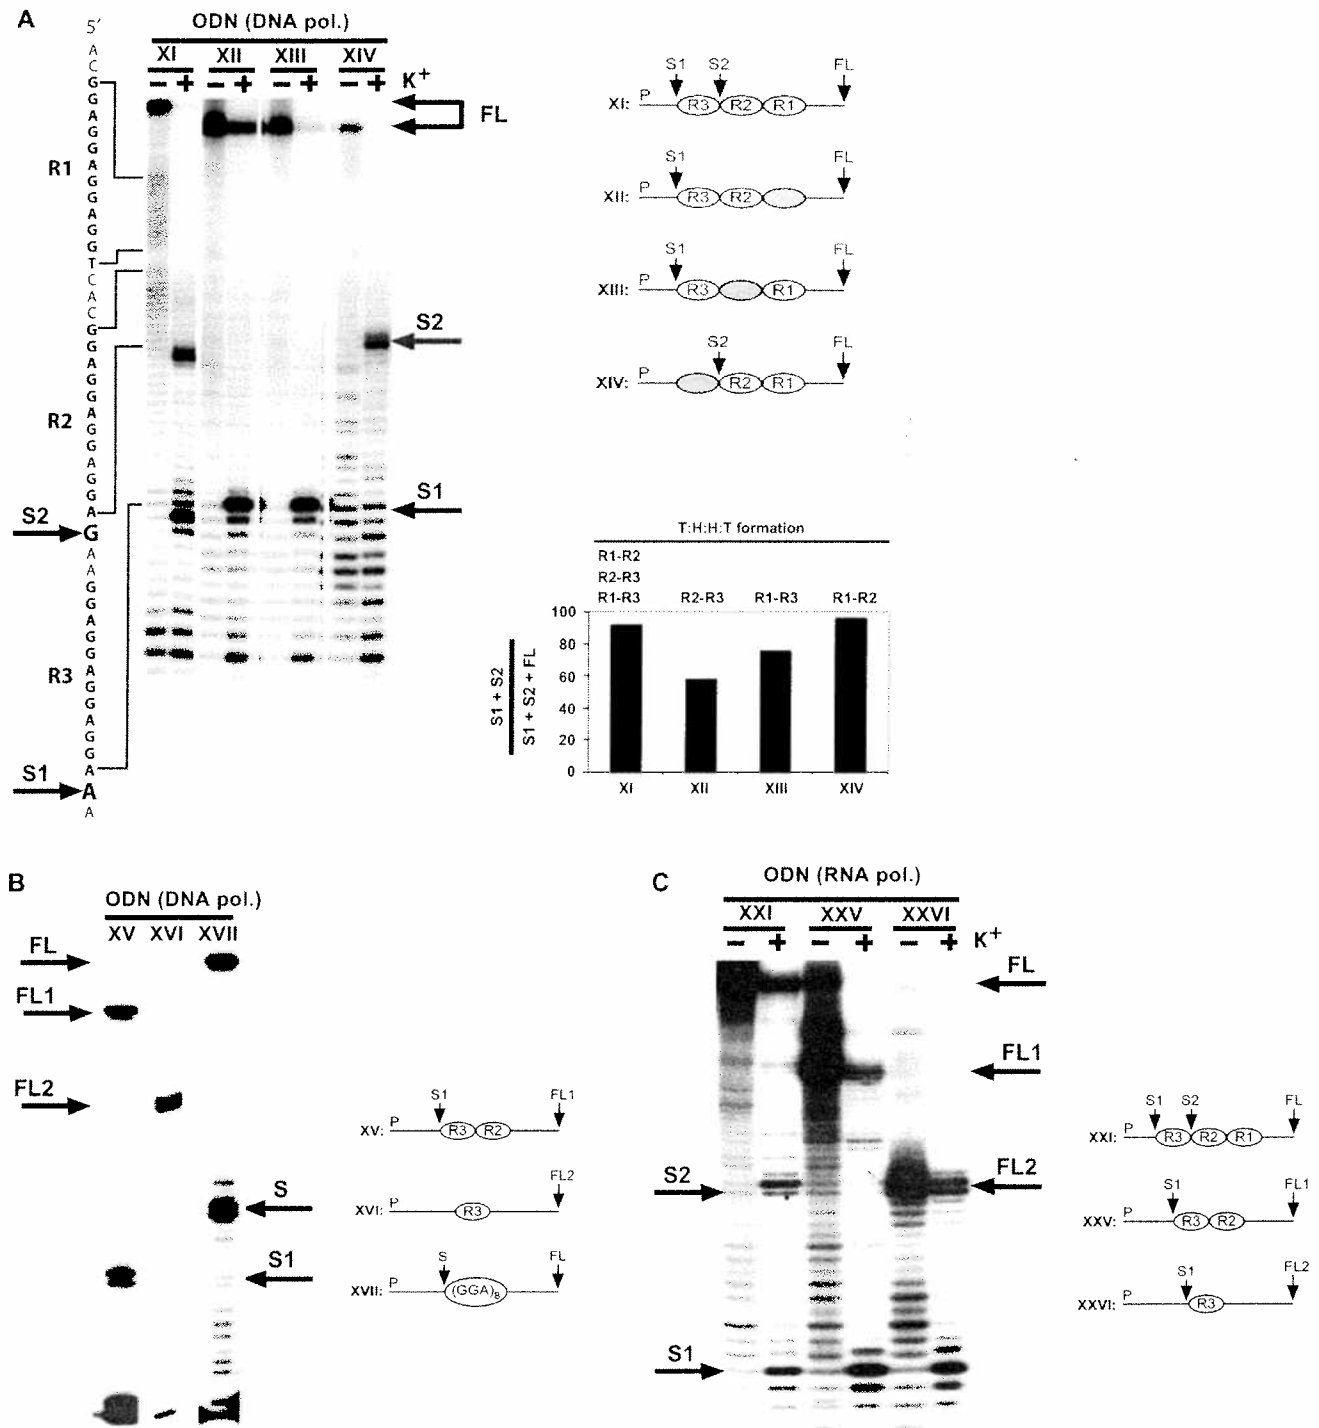 A
5′
ODN (DNA pol.)
XI XII XIII XIV
− + − + − + − + K+
A
C
G
G
A
G
G
A
G
G
A
G
G
T
C
A
C
G
G
A
G
G
A
G
G
A
G
G
A
G
A
A
G
G
A
G
G
A
G
G
A
G
G
A
A
A
R1
R2
R3
S2
S1
FL
S2
S1
S1 S2 FL
XI: P R3 R2 R1
S1 FL
XII: P R3 R2
S1 FL
XIII: P R3 R1
S2 FL
XIV: P R2 R1
T:H:H:T formation
R1-R2
R2-R3
R1-R3 R2-R3 R1-R3 R1-R2
S1 + S2
S1 + S2 + FL
100
80
60
40
20
0
XI XII XIII XIV
B
ODN (DNA pol.)
XV XVI XVII
FL
FL1
FL2
S
S1
S1 FL1
XV: P R3 R2
FL2
XVI: P R3
S FL
XVII: P (GGA)8
C
ODN (RNA pol.)
XXI XXV XXVI
− + − + − + K+
FL
FL1
FL2
S2
S1
S1 S2 FL
XXI: P R3 R2 R1
S1 FL1
XXV: P R3 R2
S1 FL2
XXVI: P R3